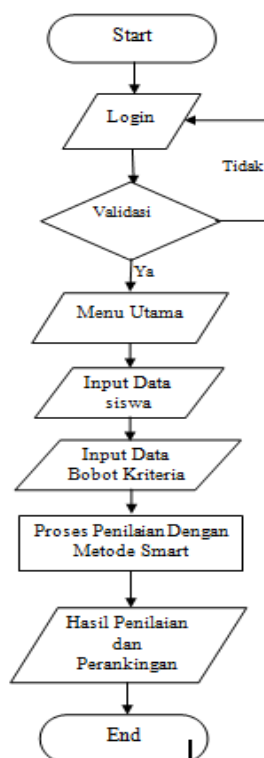 Start
Login
Tidak
Validasi
Ya
Menu Utama
Input Data
siswa
Input Data
Bobot Kriteria
Proses Penilaian Dengan
Metode Smart
Hasil Penilaian
dan
Perankingan
End